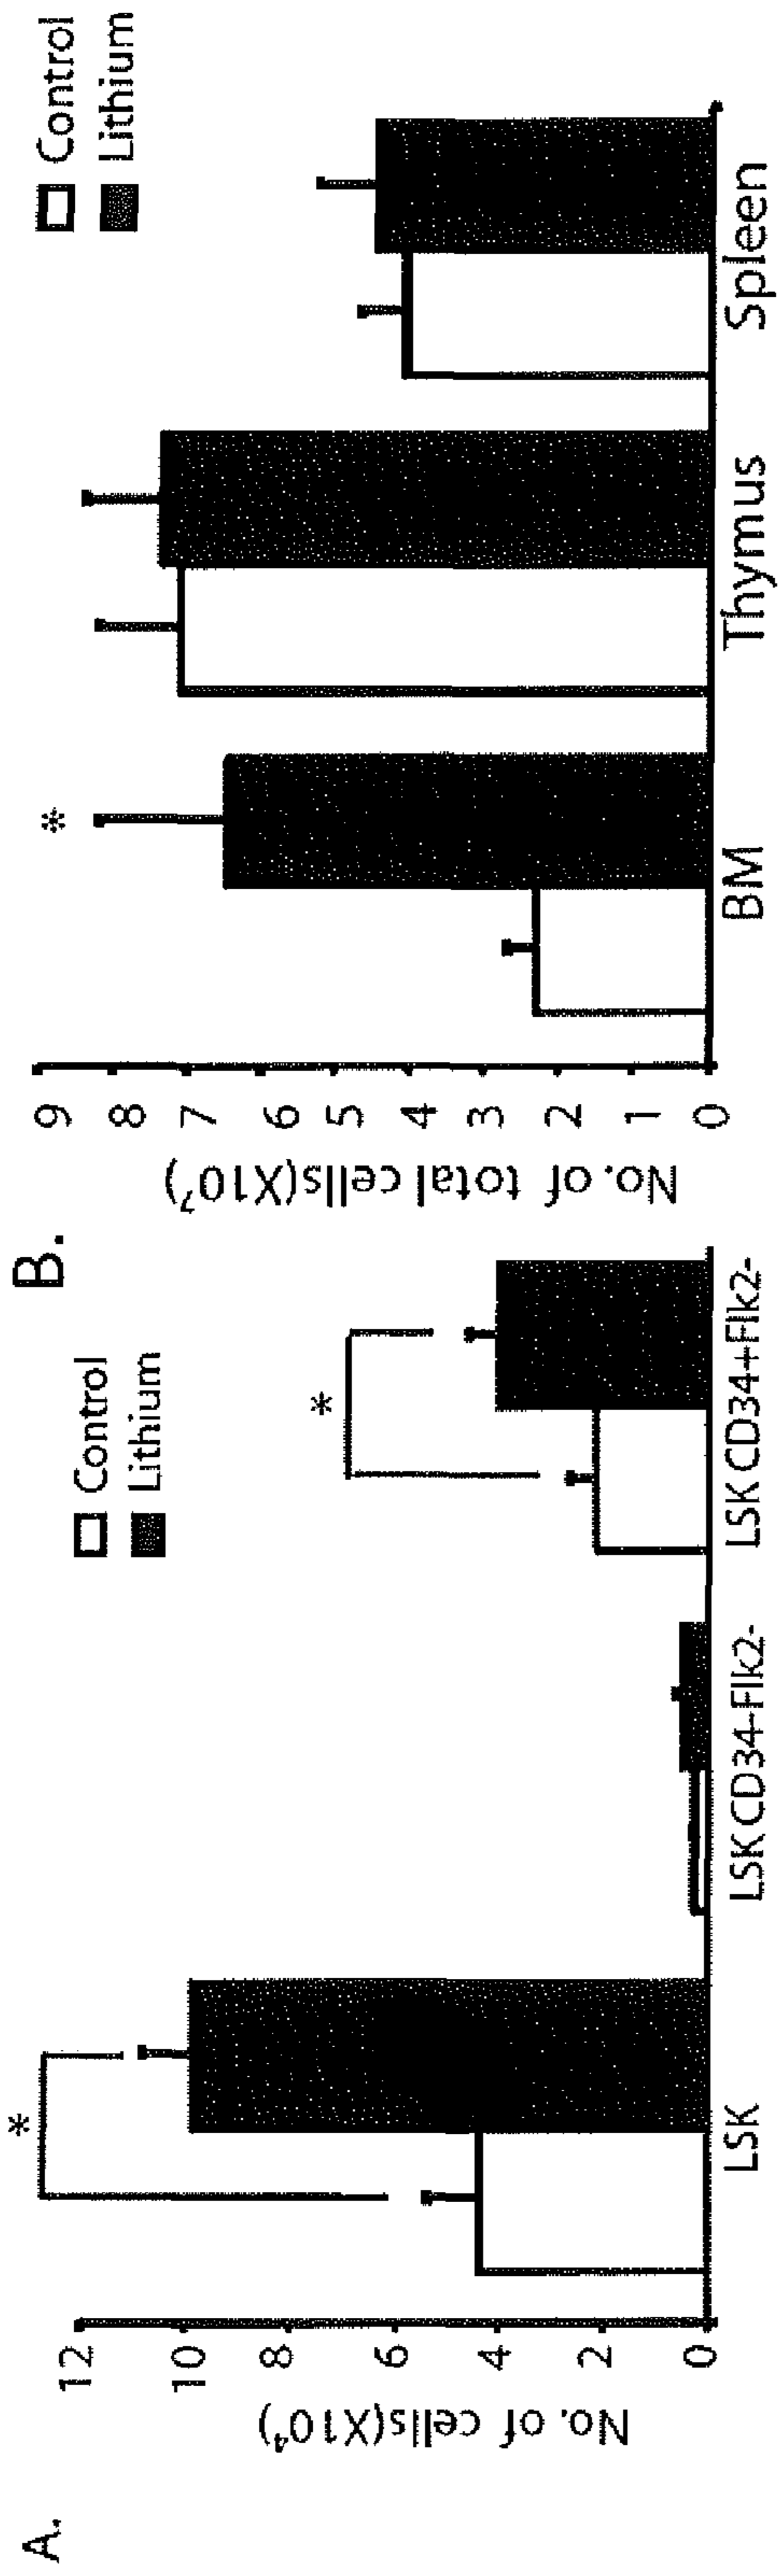 A.
No. of cells(X10⁴)
12
10
8
6
4
2
0
*
*
Control
Lithium
LSK
LSK CD34-Flk2-
LSK CD34+Flk2-
B.
No. of total cells(X10⁷)
9
8
7
6
5
4
3
2
1
0
*
Control
Lithium
BM
Thymus
Spleen